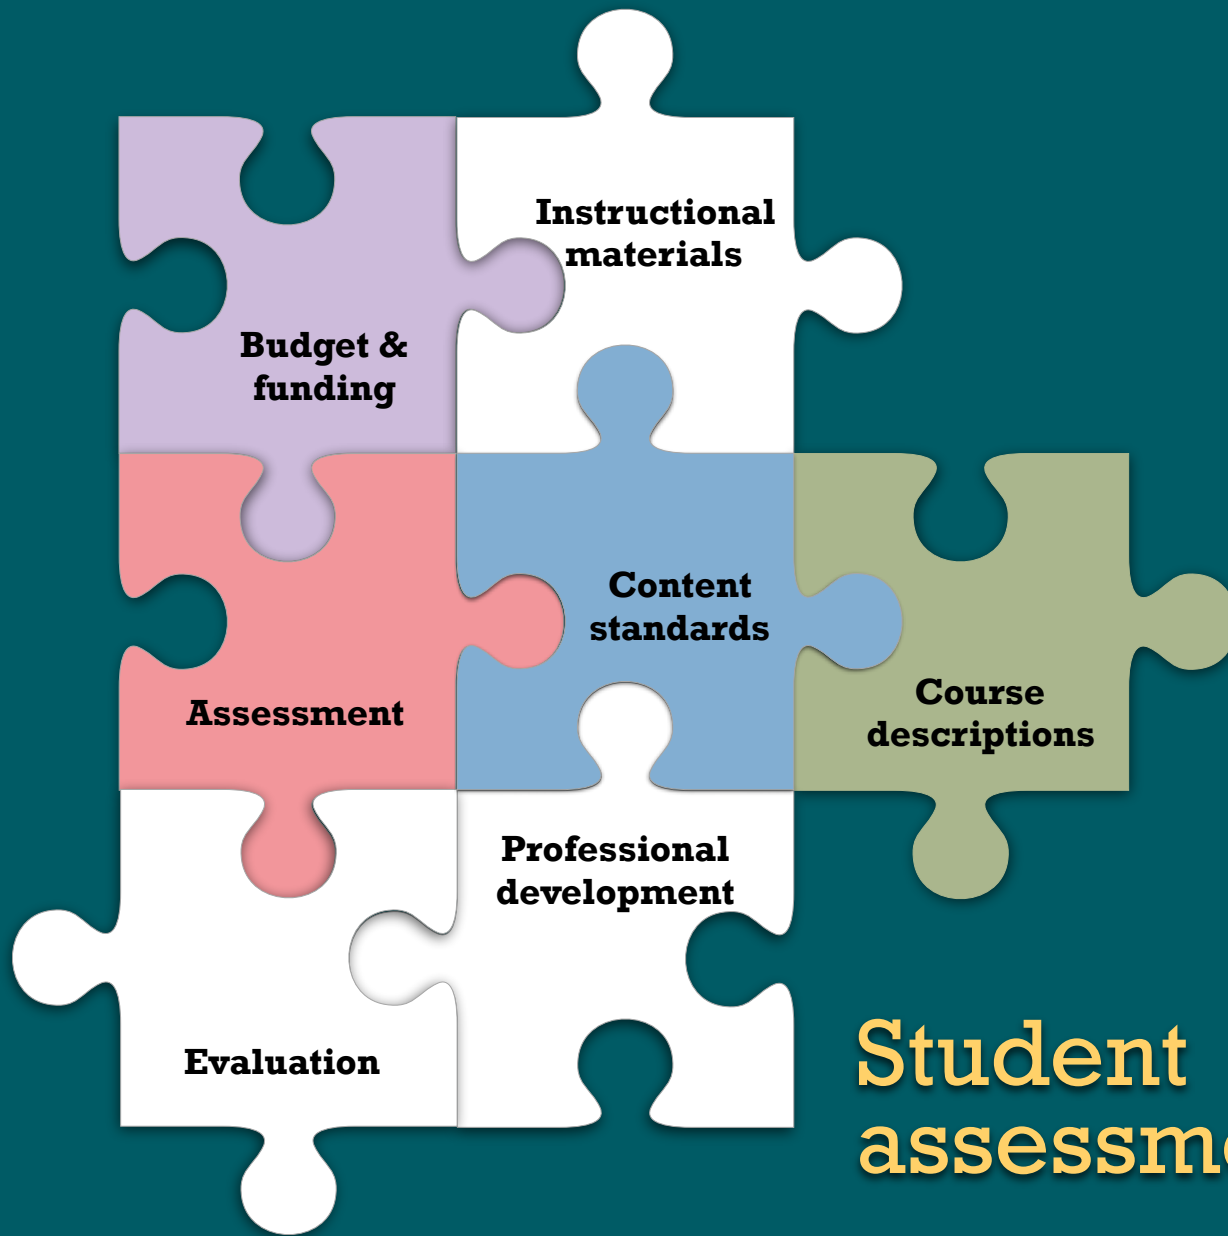 Instructional
materials
Budget &
funding
Content
standards
Assessment
Course
descriptions
Professional
development
Evaluation
Student